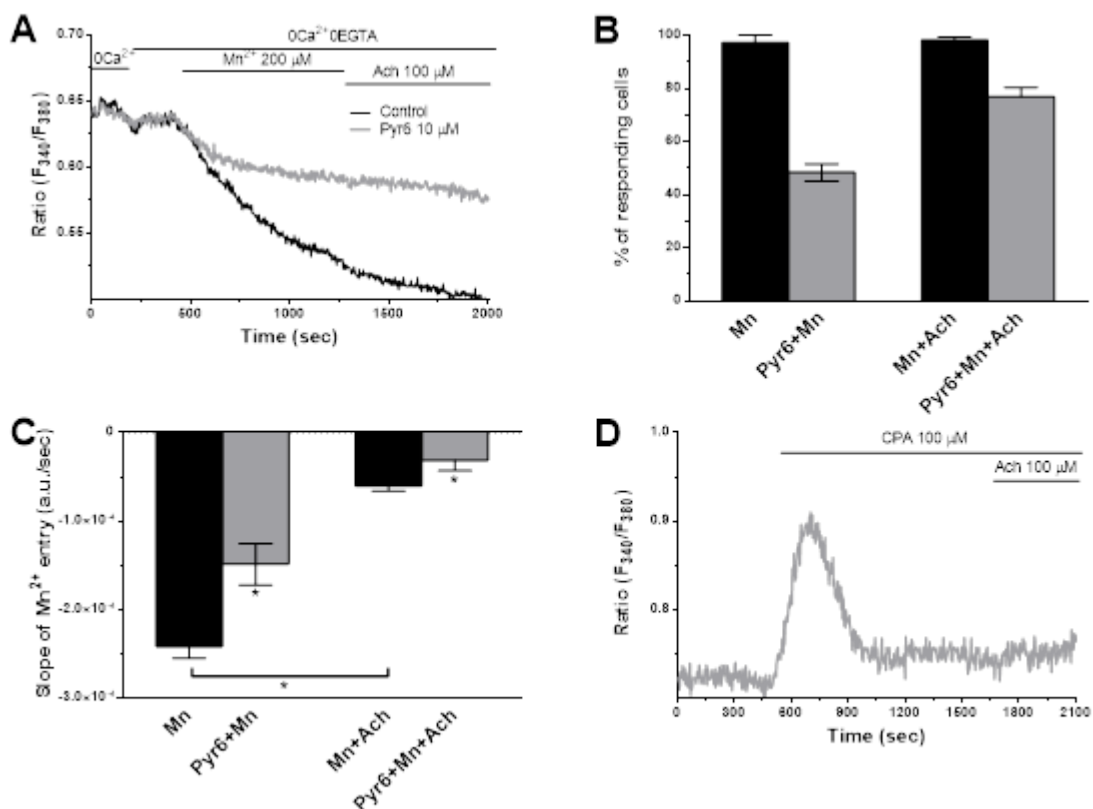 A
0Ca²⁺
0Ca²⁺0EGTA
Mn²⁺ 200 µM
Ach 100 µM
Control
Pyr6 10 µM
Ratio (F₃₄₀/F₃₈₀)
0.70
0.65
0.60
0.55
0
500
1000
1500
2000
Time (sec)
B
% of responding cells
100
80
60
40
20
0
Mn
Pyr6+Mn
Mn+Ach
Pyr6+Mn+Ach
C
Slope of Mn²⁺ entry (a.u./sec)
0
-1.0×10⁻⁴
-2.0×10⁻⁴
-3.0×10⁻⁴
*
*
*
Mn
Pyr6+Mn
Mn+Ach
Pyr6+Mn+Ach
D
CPA 100 µM
Ach 100 µM
Ratio (F₃₄₀/F₃₈₀)
1.0
0.9
0.8
0
300
600
900
1200
1500
1800
2100
Time (sec)